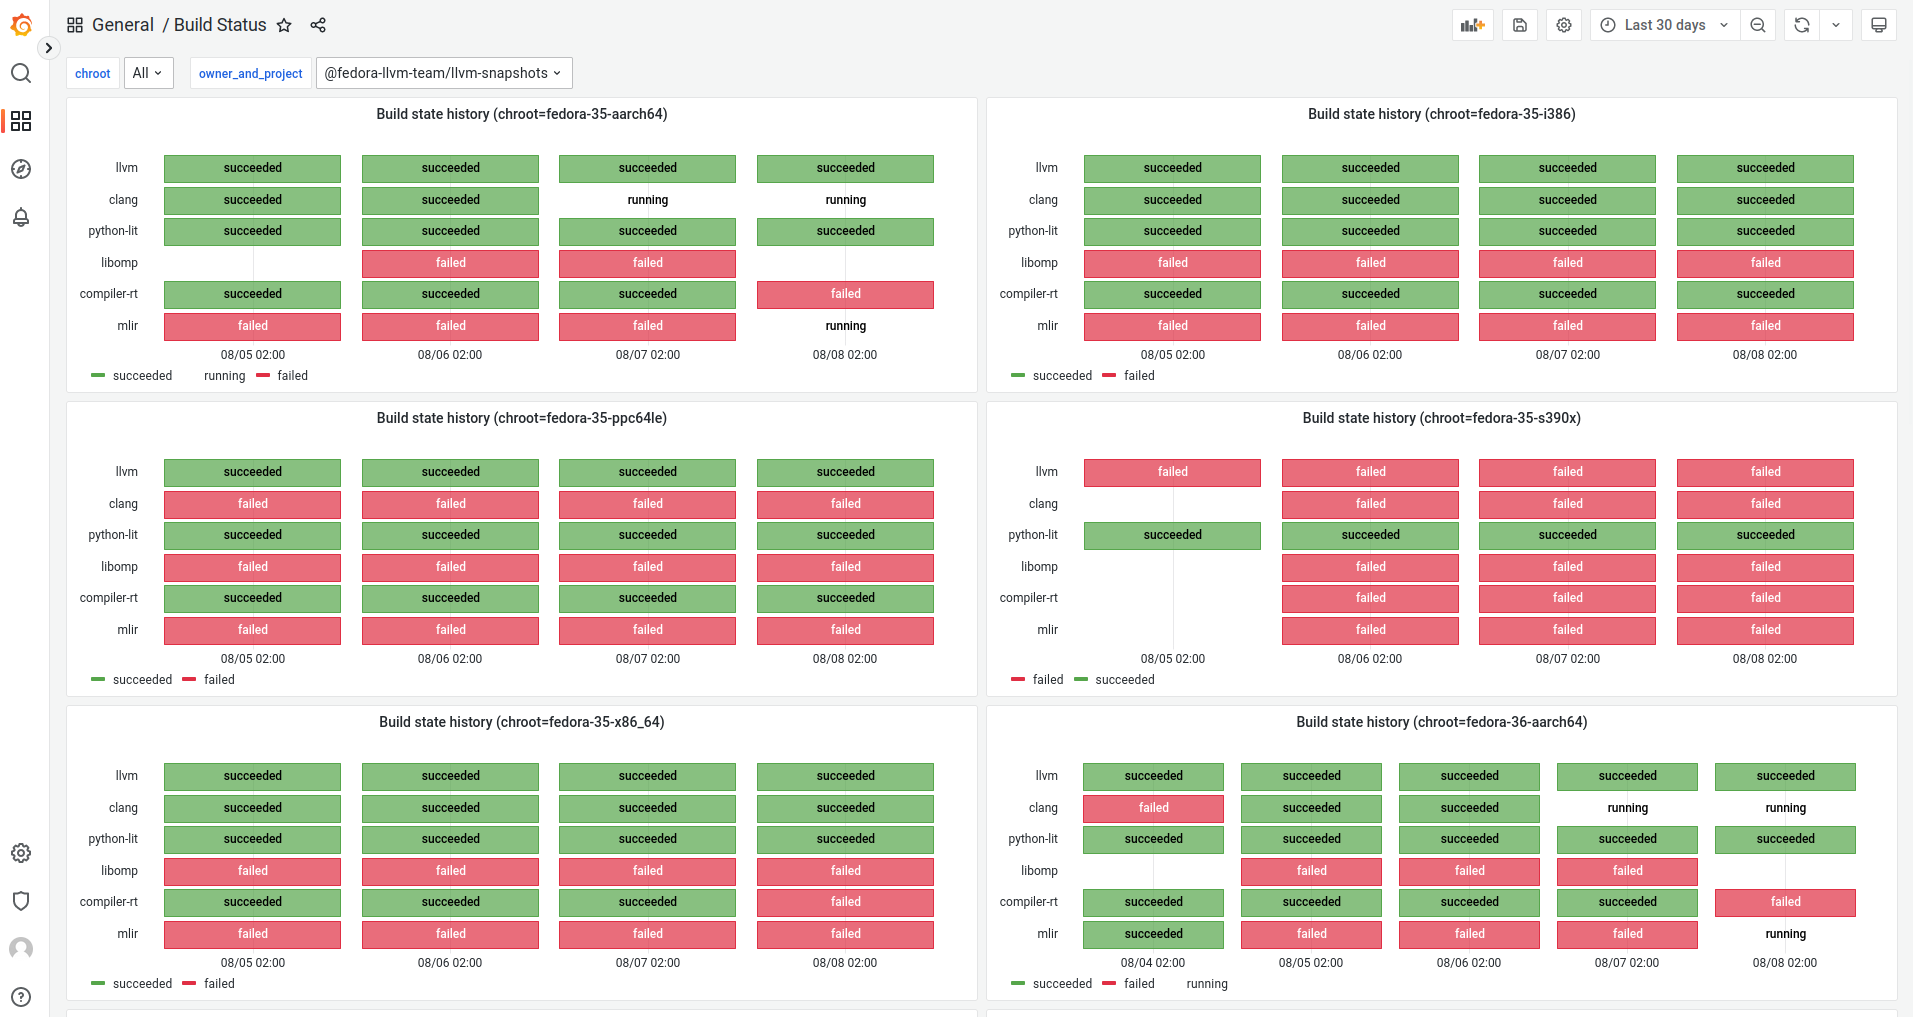 General / Build Status
Last 30 days
chroot All owner_and_project @fedora-llvm-team/llvm-snapshots
Build state history (chroot=fedora-35-aarch64)
llvm succeeded succeeded succeeded succeeded
clang succeeded succeeded running running
python-lit succeeded succeeded succeeded succeeded
libomp failed failed
compiler-rt succeeded succeeded succeeded failed
mlir failed failed failed running
08/05 02:00 08/06 02:00 08/07 02:00 08/08 02:00
succeeded running failed
Build state history (chroot=fedora-35-i386)
llvm succeeded succeeded succeeded succeeded
clang succeeded succeeded succeeded succeeded
python-lit succeeded succeeded succeeded succeeded
libomp failed failed failed failed
compiler-rt succeeded succeeded succeeded succeeded
mlir failed failed failed failed
08/05 02:00 08/06 02:00 08/07 02:00 08/08 02:00
succeeded failed
Build state history (chroot=fedora-35-ppc64le)
llvm succeeded succeeded succeeded succeeded
clang failed failed failed failed
python-lit succeeded succeeded succeeded succeeded
libomp failed failed failed failed
compiler-rt succeeded succeeded succeeded succeeded
mlir failed failed failed failed
08/05 02:00 08/06 02:00 08/07 02:00 08/08 02:00
succeeded failed
Build state history (chroot=fedora-35-s390x)
llvm failed failed failed failed
clang failed failed failed
python-lit succeeded succeeded succeeded succeeded
libomp failed failed failed
compiler-rt failed failed failed
mlir failed failed failed
08/05 02:00 08/06 02:00 08/07 02:00 08/08 02:00
failed succeeded
Build state history (chroot=fedora-35-x86_64)
llvm succeeded succeeded succeeded succeeded
clang succeeded succeeded succeeded succeeded
python-lit succeeded succeeded succeeded succeeded
libomp failed failed failed failed
compiler-rt succeeded succeeded succeeded failed
mlir failed failed failed failed
08/05 02:00 08/06 02:00 08/07 02:00 08/08 02:00
succeeded failed
Build state history (chroot=fedora-36-aarch64)
llvm succeeded succeeded succeeded succeeded succeeded
clang failed succeeded succeeded running running
python-lit succeeded succeeded succeeded succeeded succeeded
libomp failed failed failed
compiler-rt succeeded succeeded succeeded succeeded failed
mlir succeeded failed failed failed running
08/04 02:00 08/05 02:00 08/06 02:00 08/07 02:00 08/08 02:00
succeeded failed running